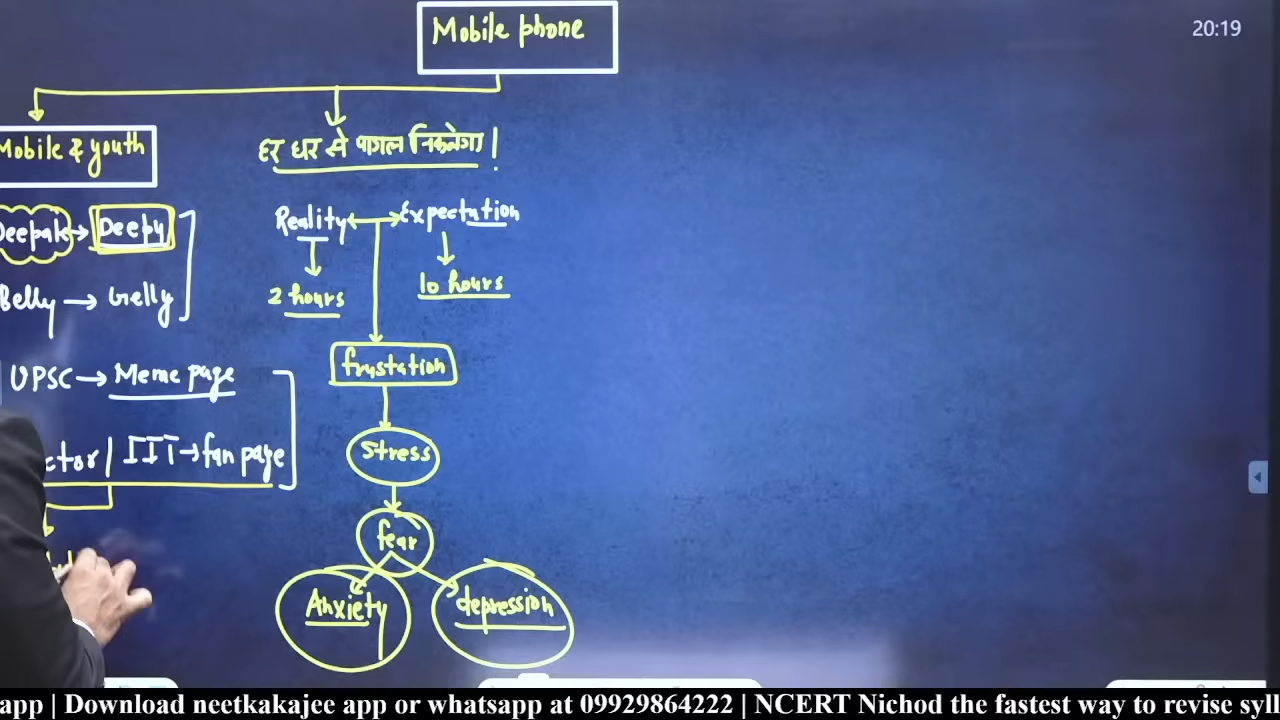 Mobile phone
20:19
Mobile & youth
हर घर से पागल निकलेगा!
Deepak → Deepy
Reality ↔ Expectation
Belly → Gelly
2 hours
10 hours
UPSC → Meme page
frustation
ctor / IIT → fan page
Stress
fear
Anxiety
depression
app | Download neetkakajee app or whatsapp at 09929864222 | NCERT Nichod the fastest way to revise syll